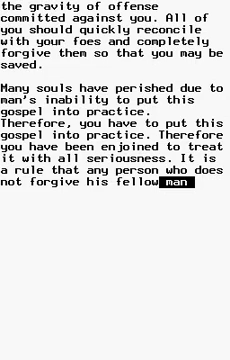 the gravity of offense
committed against you. All of
you should quickly reconcile
with your foes and completely
forgive them so that you may be
saved.
Many souls have perished due to
man's inability to put this
gospel into practice.
Therefore, you have to put this
gospel into practice. Therefore
you have been enjoined to treat
it with all seriousness. It is
a rule that any person who does
not forgive his fellow man